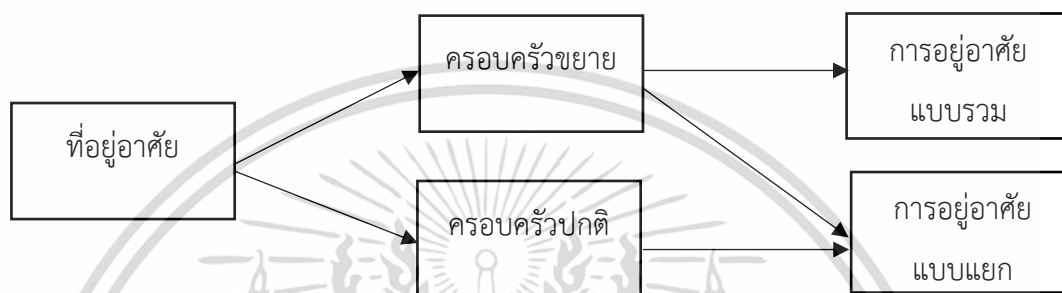 ที่อยู่อาศัย
ครอบครัวขยาย
ครอบครัวปกติ
การอยู่อาศัย
แบบรวม
การอยู่อาศัย
แบบแยก